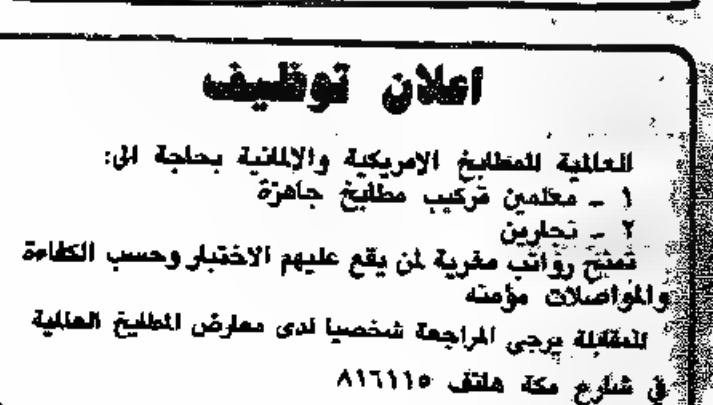 اعلان توظيف
العالمية للمطابخ الامريكية والالمانية بحاجة الى:
١ - معلمين تركيب مطابخ جاهزة
٢ - نجارين
تمنح رواتب مغرية لمن يقع عليهم الاختيار وحسب الكفاءة
والمواصلات مؤمنه
للمقابلة يرجى المراجعة شخصيا لدى معارض المطابخ العالمية
في شارع مكة هاتف ٨١٦١١٥